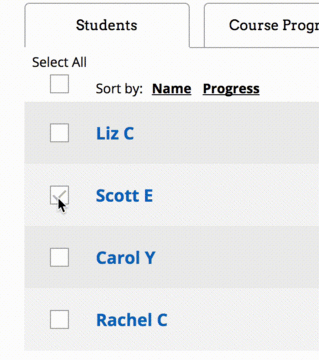 Students
Course Progr
Select All
Sort by: Name Progress
Liz C
Scott E
Carol Y
Rachel C